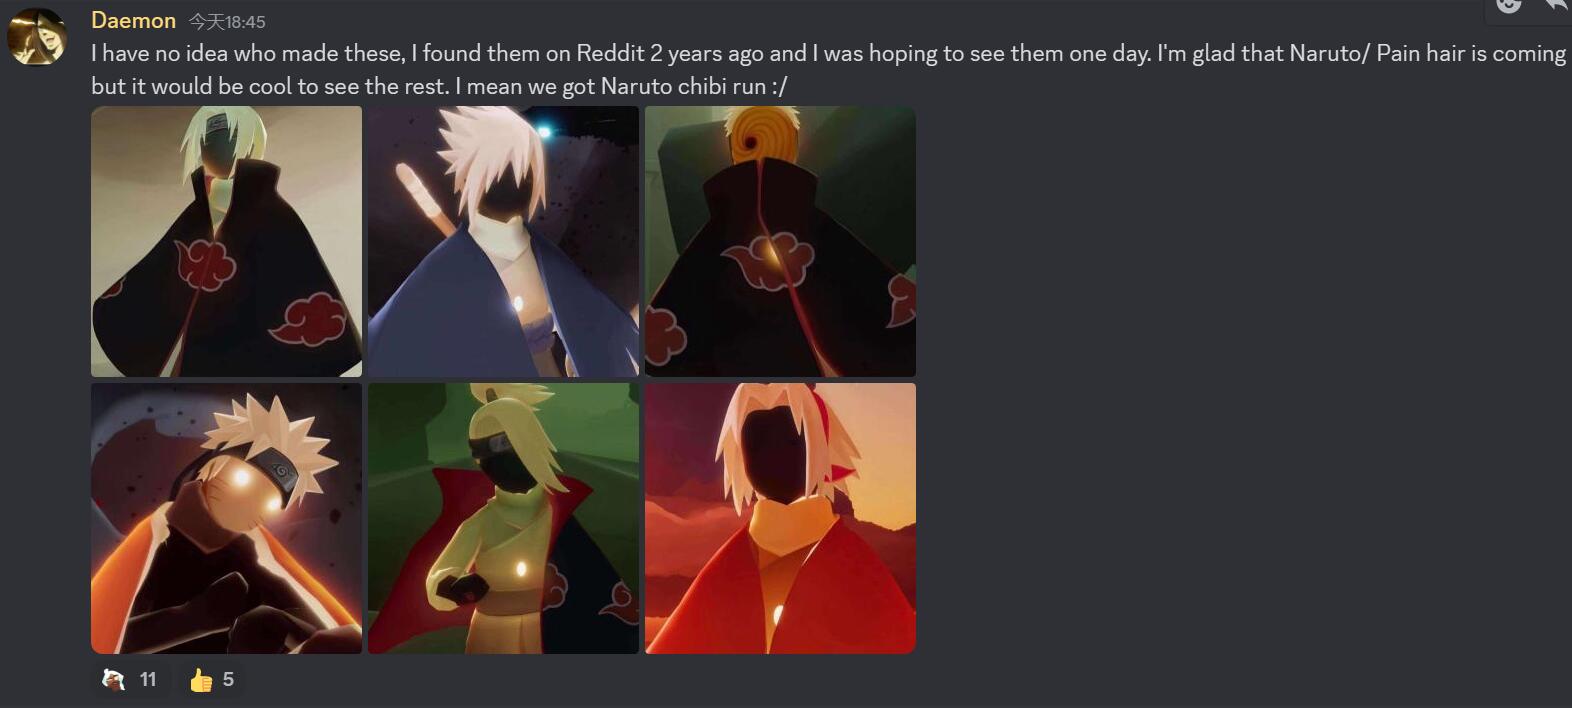 Daemon 今天18:45
I have no idea who made these, I found them on Reddit 2 years ago and I was hoping to see them one day. I'm glad that Naruto/ Pain hair is coming
but it would be cool to see the rest. I mean we got Naruto chibi run :/
11 5